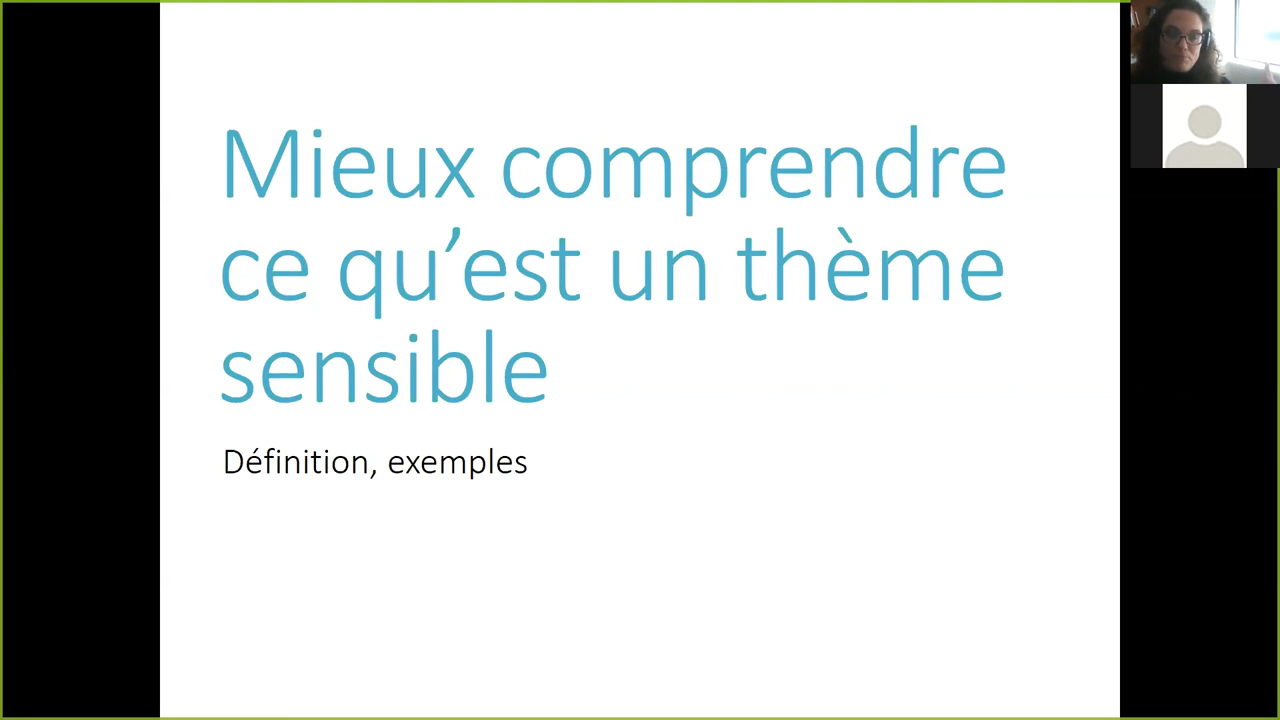 Mieux comprendre
ce qu’est un thème
sensible
Définition, exemples